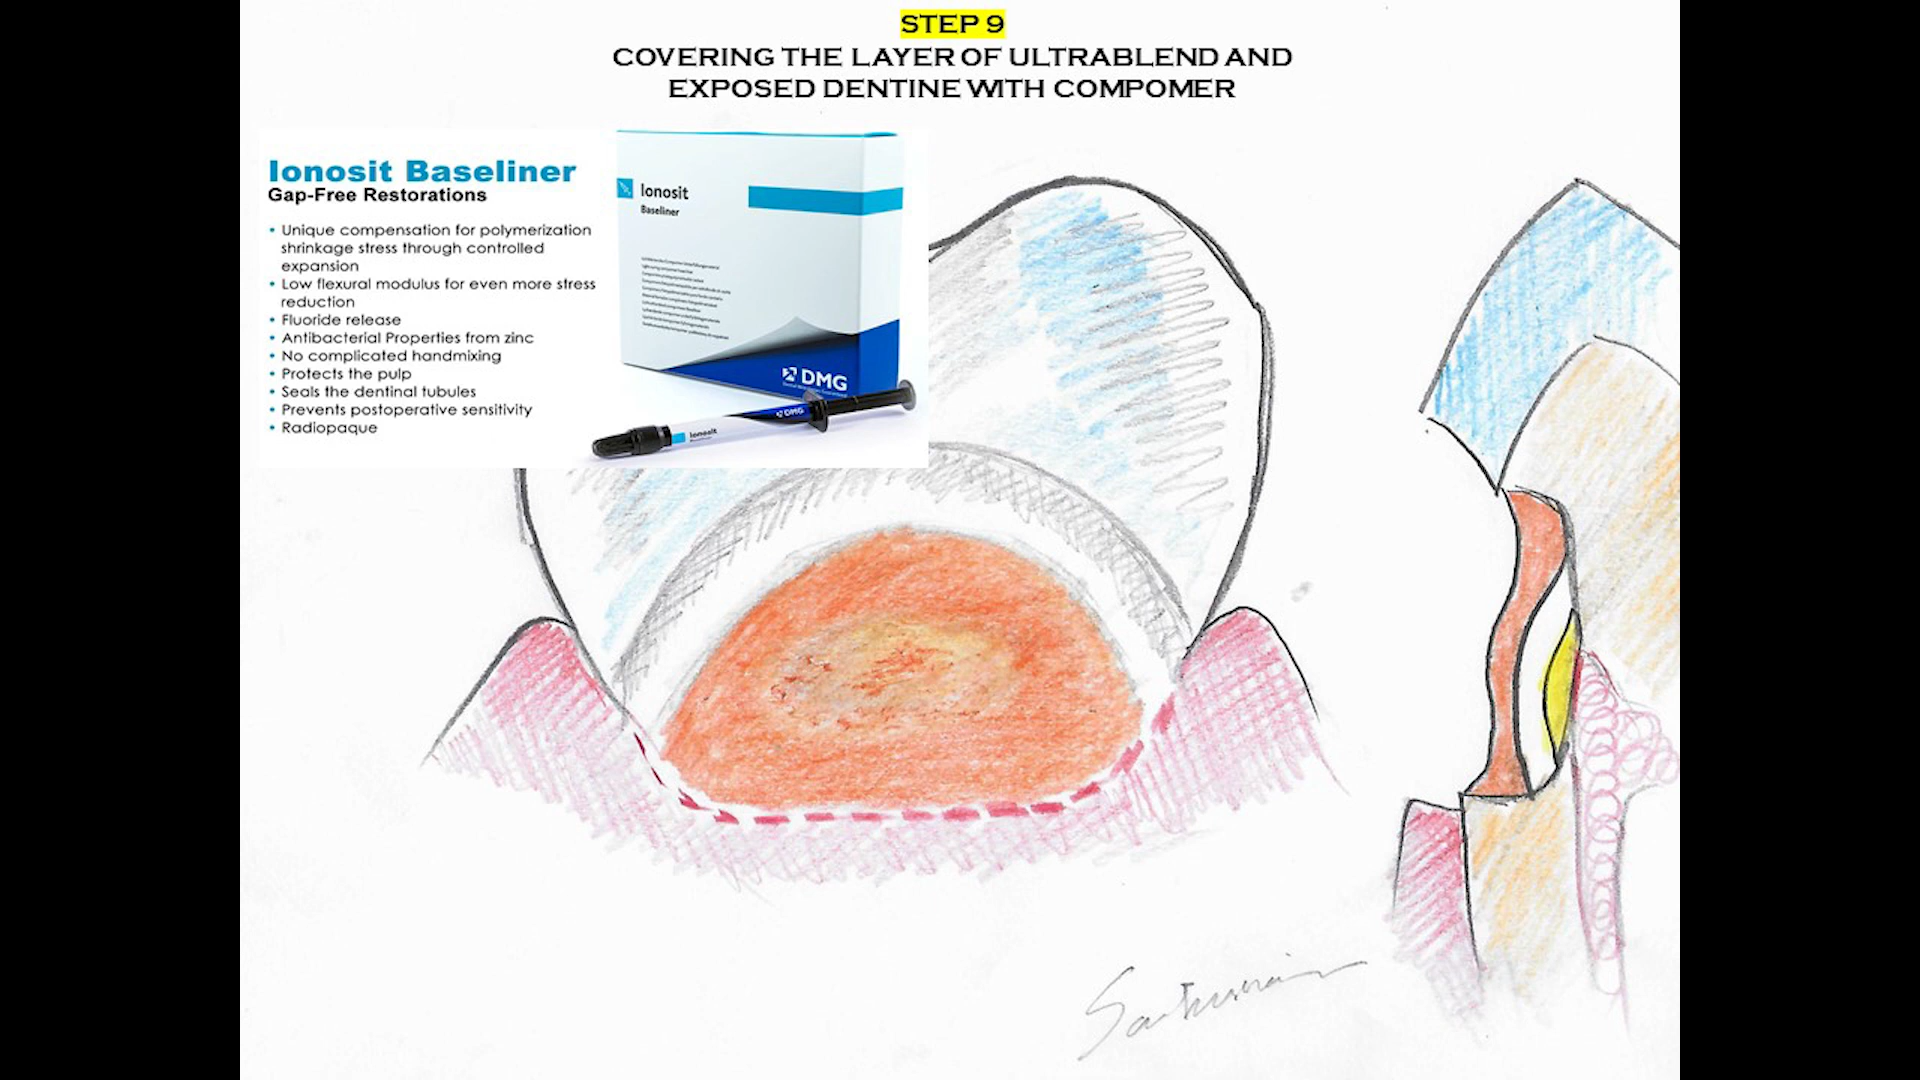 STEP 9
COVERING THE LAYER OF ULTRABLEND AND
EXPOSED DENTINE WITH COMPOMER
Ionosit Baseliner
Gap-Free Restorations
• Unique compensation for polymerization
shrinkage stress through controlled
expansion
• Low flexural modulus for even more stress
reduction
• Fluoride release
• Antibacterial Properties from zinc
• No complicated handmixing
• Protects the pulp
• Seals the dentinal tubules
• Prevents postoperative sensitivity
• Radiopaque
Ionosit
Baseliner
DMG
DMG
Ionosit